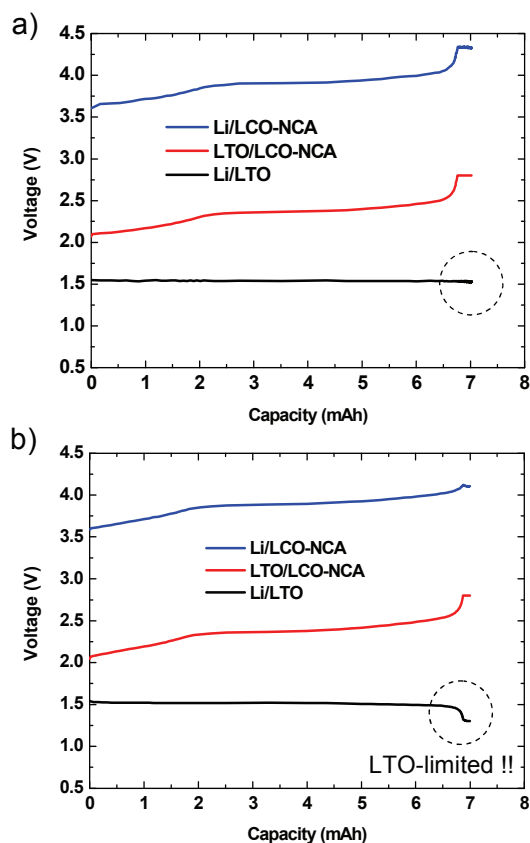 a)
4.5
4.0
3.5
3.0
2.5
2.0
1.5
1.0
0.5
Voltage (V)
Li/LCO-NCA
LTO/LCO-NCA
Li/LTO
0 1 2 3 4 5 6 7 8
Capacity (mAh)
b)
4.5
4.0
3.5
3.0
2.5
2.0
1.5
1.0
0.5
Voltage (V)
Li/LCO-NCA
LTO/LCO-NCA
Li/LTO
LTO-limited !!
0 1 2 3 4 5 6 7 8
Capacity (mAh)